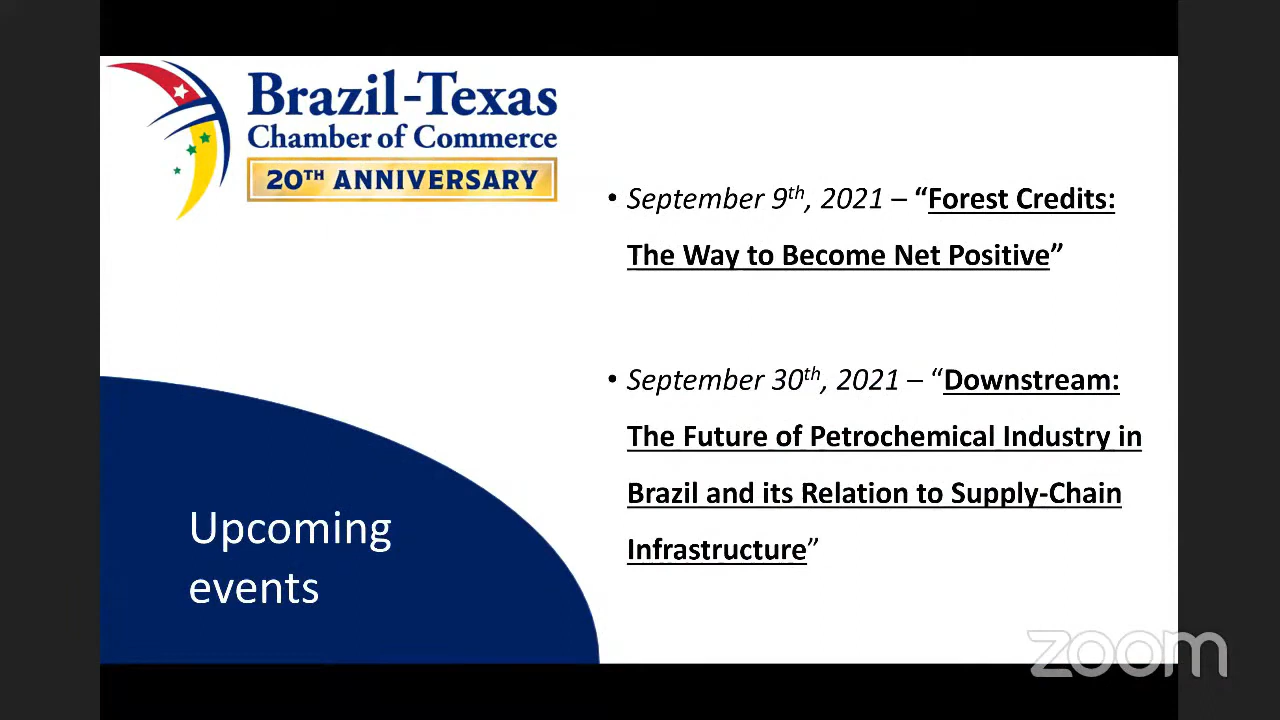 Brazil-Texas
Chamber of Commerce
20TH ANNIVERSARY
• September 9th, 2021 – “Forest Credits:
The Way to Become Net Positive”
• September 30th, 2021 – “Downstream:
The Future of Petrochemical Industry in
Brazil and its Relation to Supply-Chain
Infrastructure”
Upcoming
events
zoom